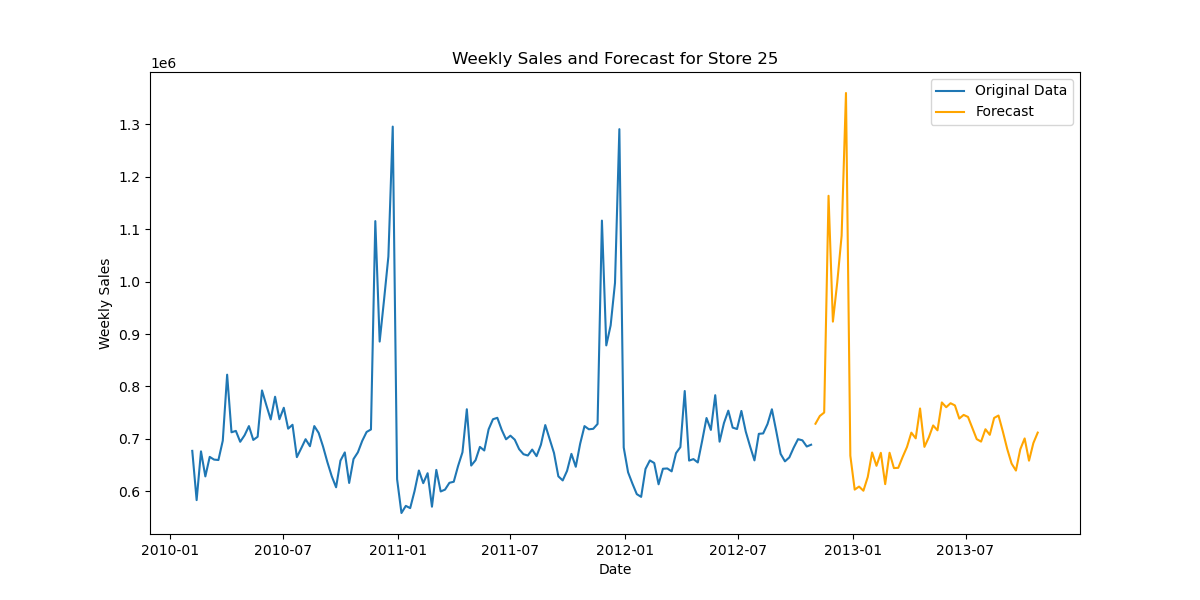 Weekly Sales and Forecast for Store 25
1e6
Original Data
Forecast
1.3
1.2
1.1
1.0
0.9
0.8
0.7
0.6
Weekly Sales
2010-01 2010-07 2011-01 2011-07 2012-01 2012-07 2013-01 2013-07
Date